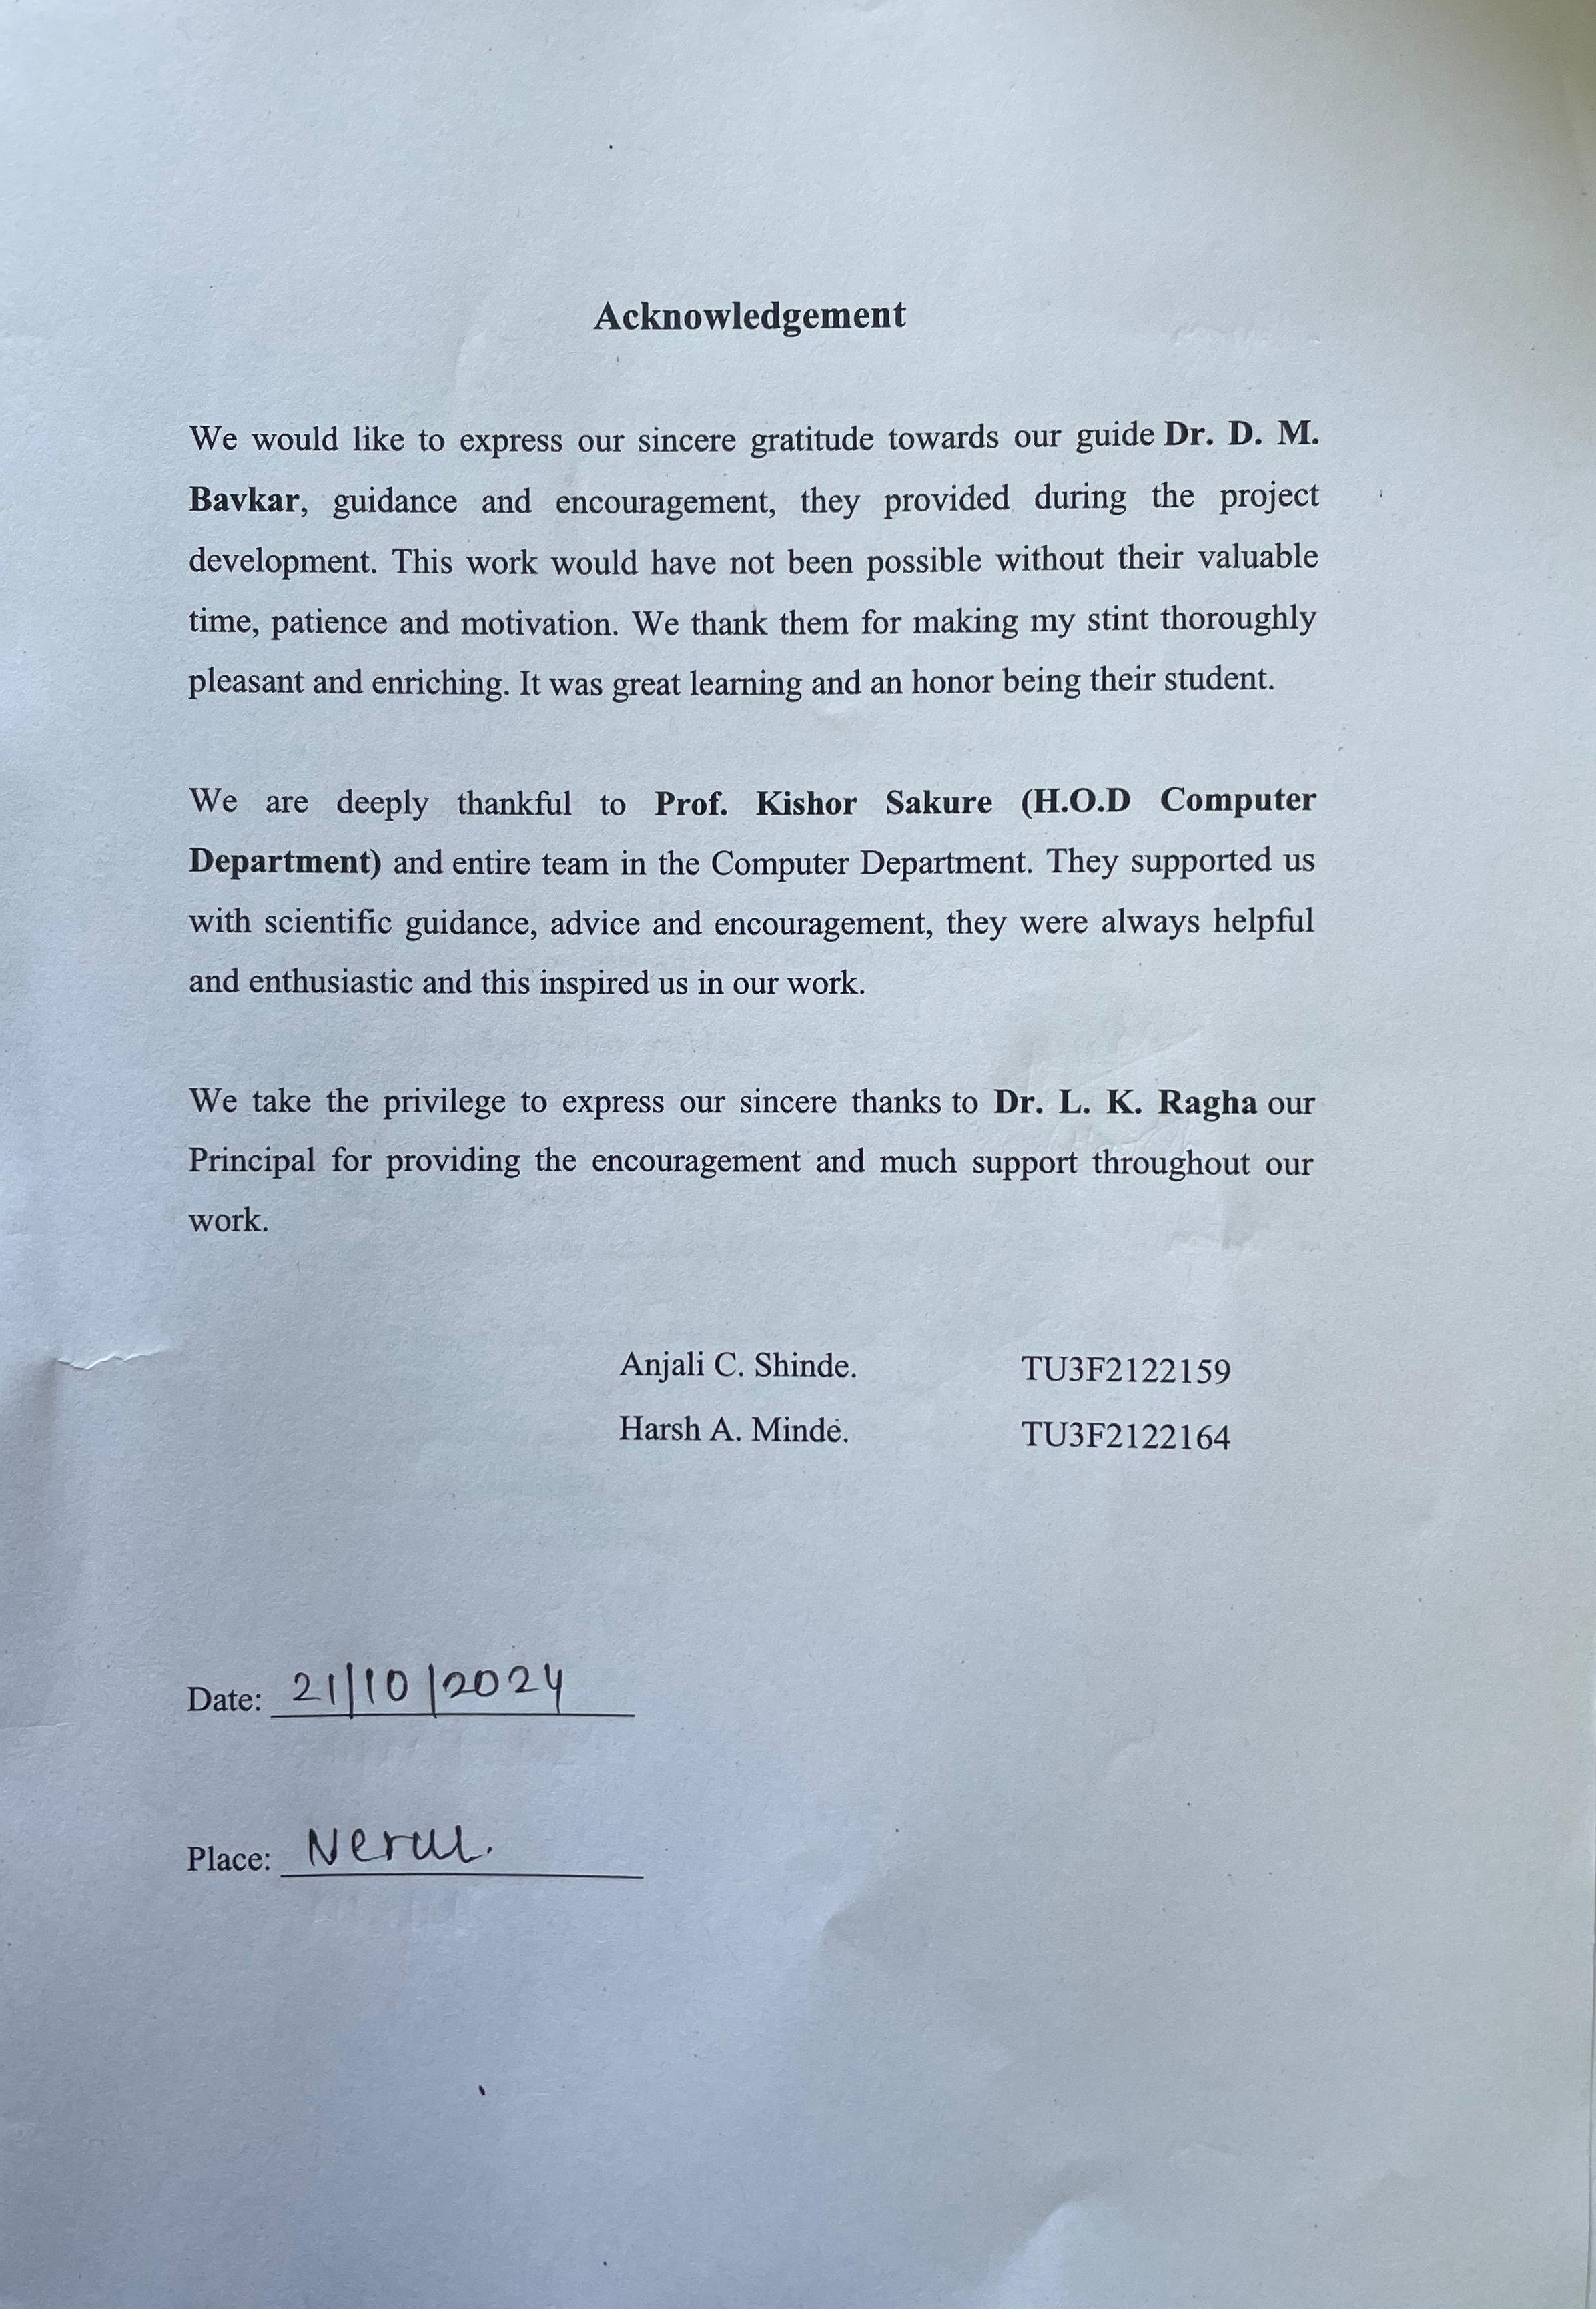 Acknowledgement
We would like to express our sincere gratitude towards our guide Dr. D. M.
Bavkar, guidance and encouragement, they provided during the project
development. This work would have not been possible without their valuable
time, patience and motivation. We thank them for making my stint thoroughly
pleasant and enriching. It was great learning and an honor being their student.
We are deeply thankful to Prof. Kishor Sakure (H.O.D Computer
Department) and entire team in the Computer Department. They supported us
with scientific guidance, advice and encouragement, they were always helpful
and enthusiastic and this inspired us in our work.
We take the privilege to express our sincere thanks to Dr. L. K. Ragha our
Principal for providing the encouragement and much support throughout our
work.
Anjali C. Shinde. TU3F2122159
Harsh A. Minde. TU3F2122164
Date: 21/10/2024
Place: Nerul.